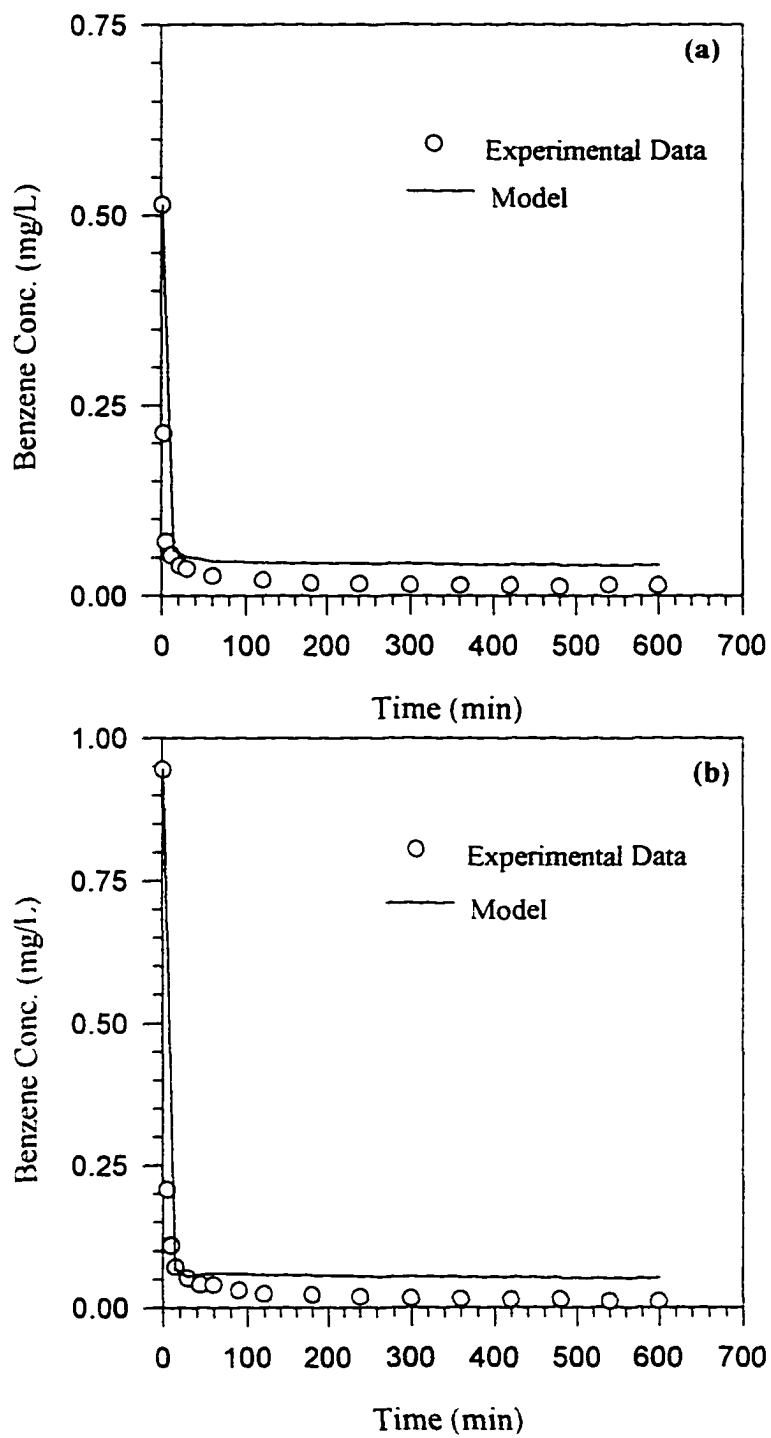 (a)
0.75
0.50
0.25
0.00
Benzene Conc. (mg/L)
Experimental Data
Model
0 100 200 300 400 500 600 700
Time (min)
(b)
1.00
0.75
0.50
0.25
0.00
Benzene Conc. (mg/L)
Experimental Data
Model
0 100 200 300 400 500 600 700
Time (min)